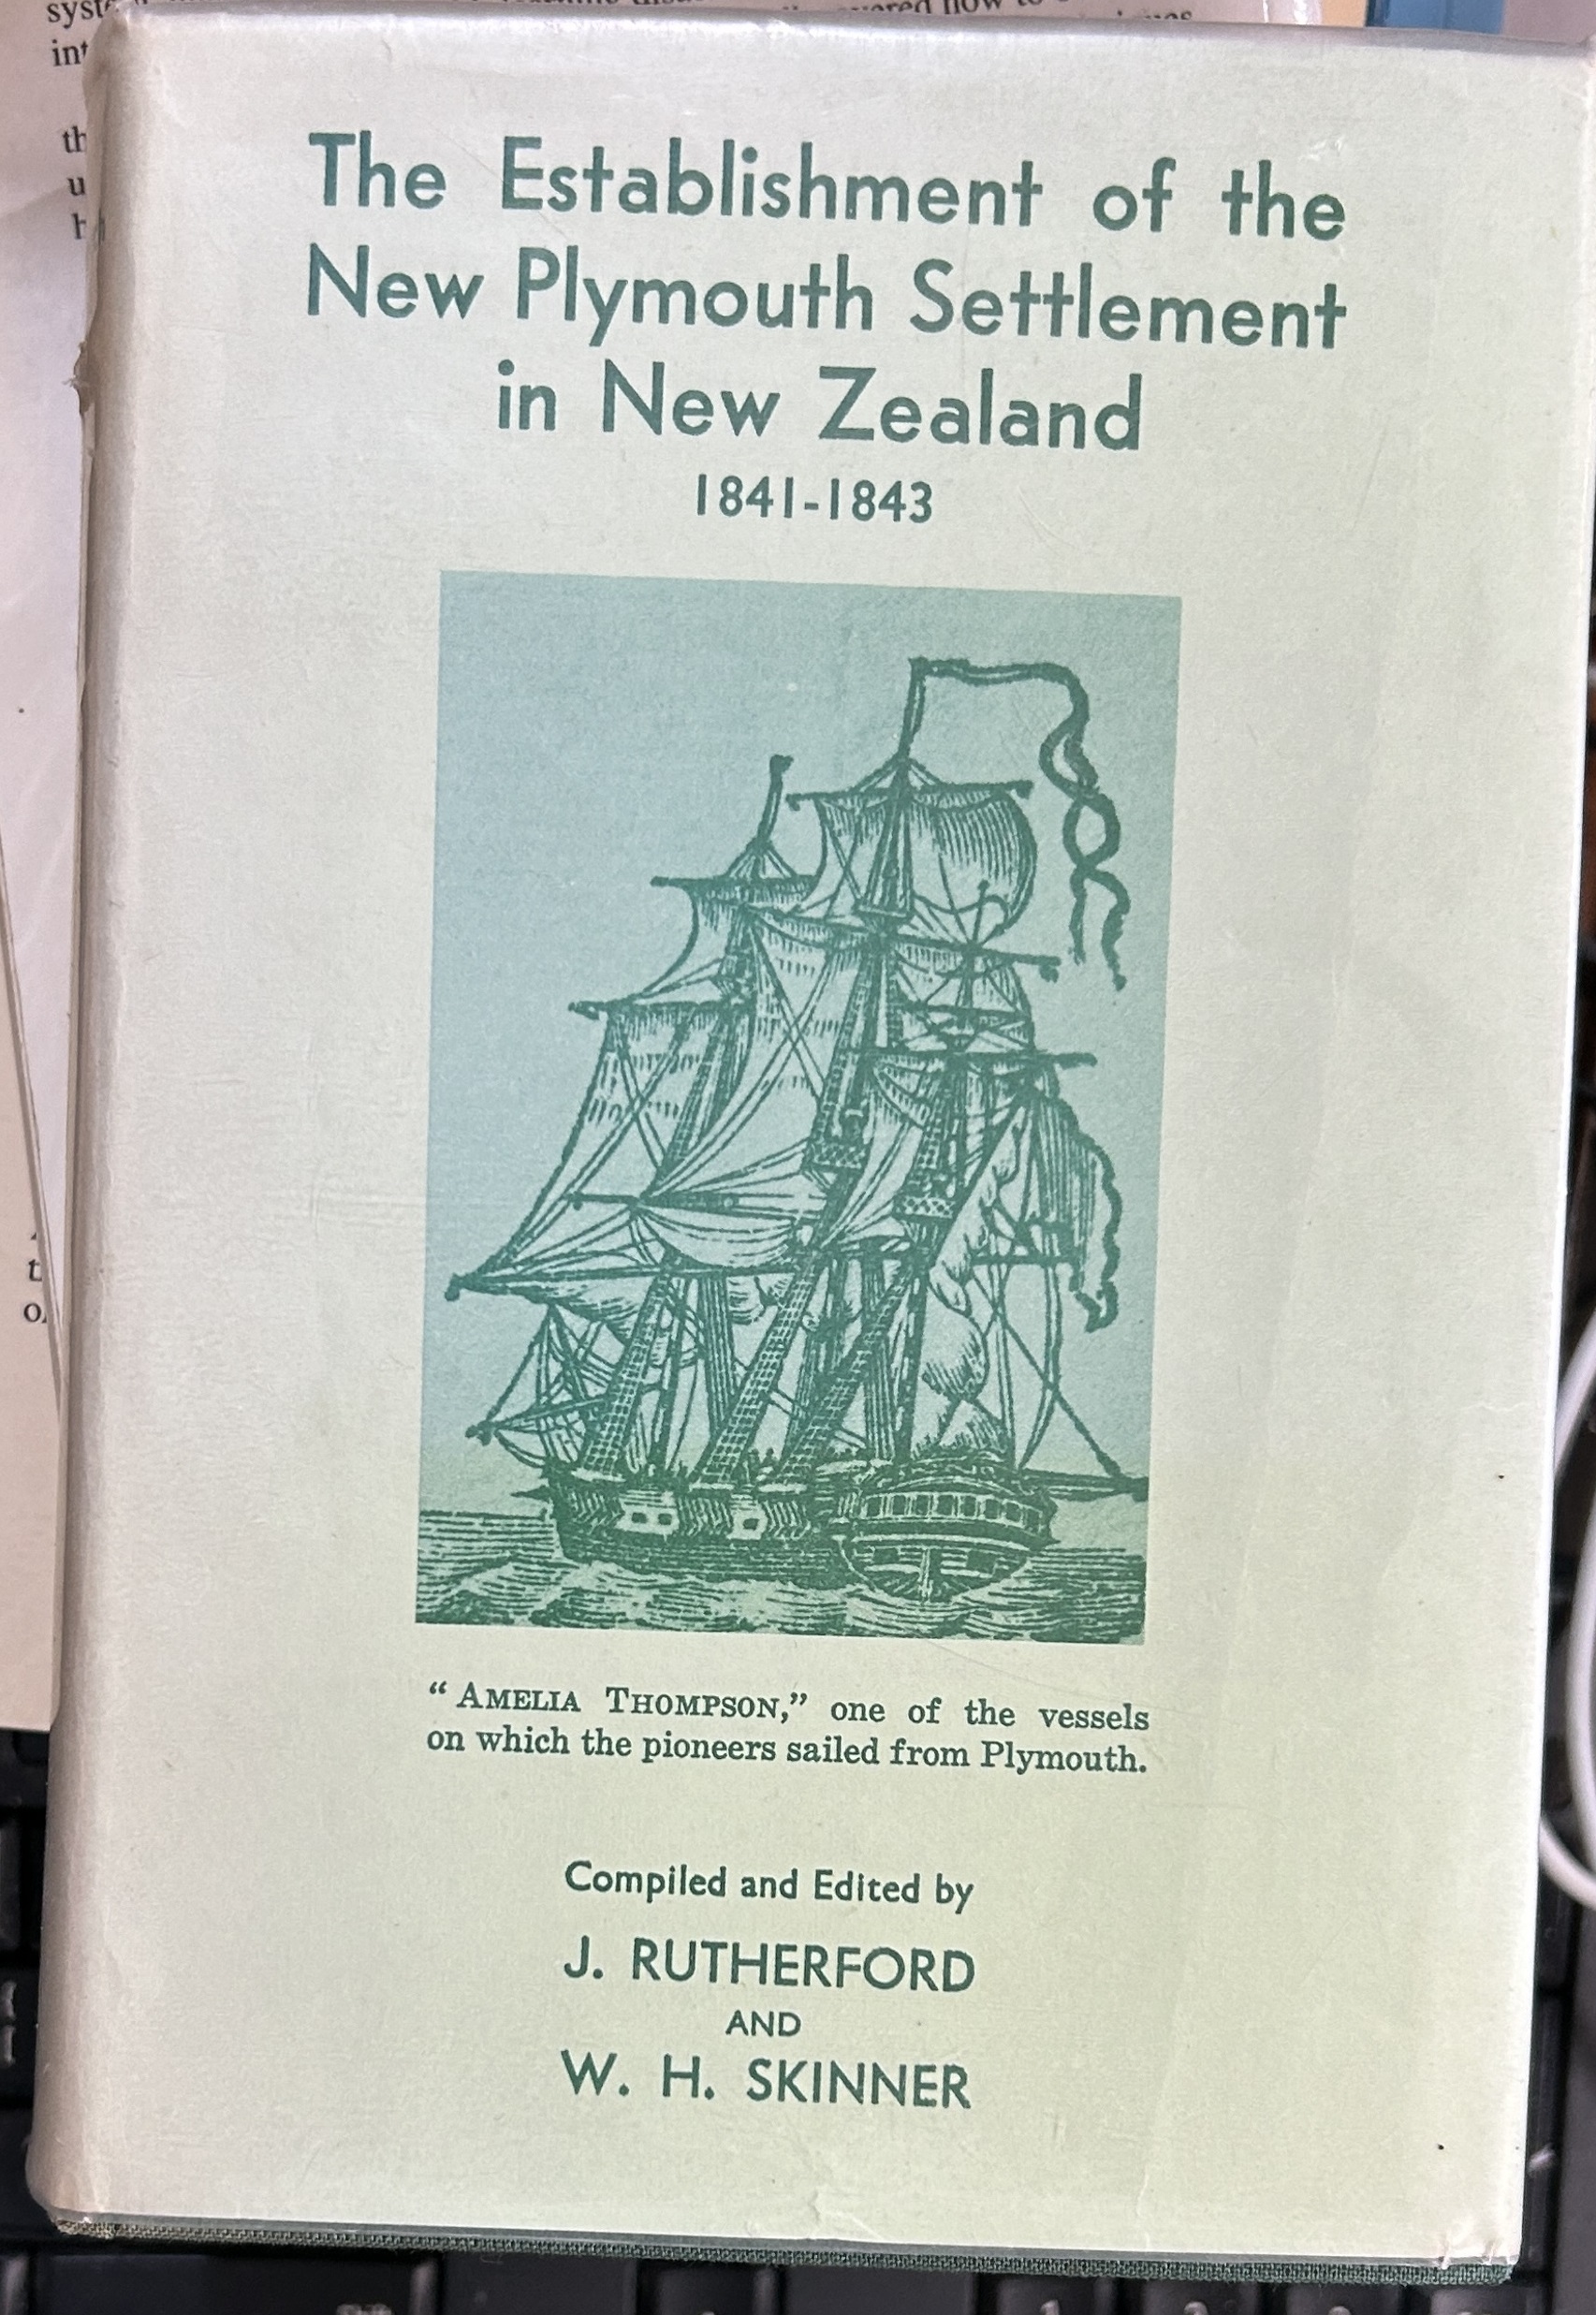 The Establishment of the
New Plymouth Settlement
in New Zealand
1841-1843
“AMELIA THOMPSON,” one of the vessels
on which the pioneers sailed from Plymouth.
Compiled and Edited by
J. RUTHERFORD
AND
W. H. SKINNER